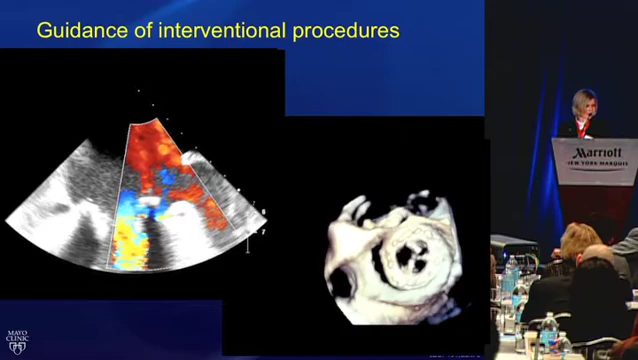 Guidance of interventional procedures
Marriott
NEW YORK MARQUIS
MAYO
CLINIC